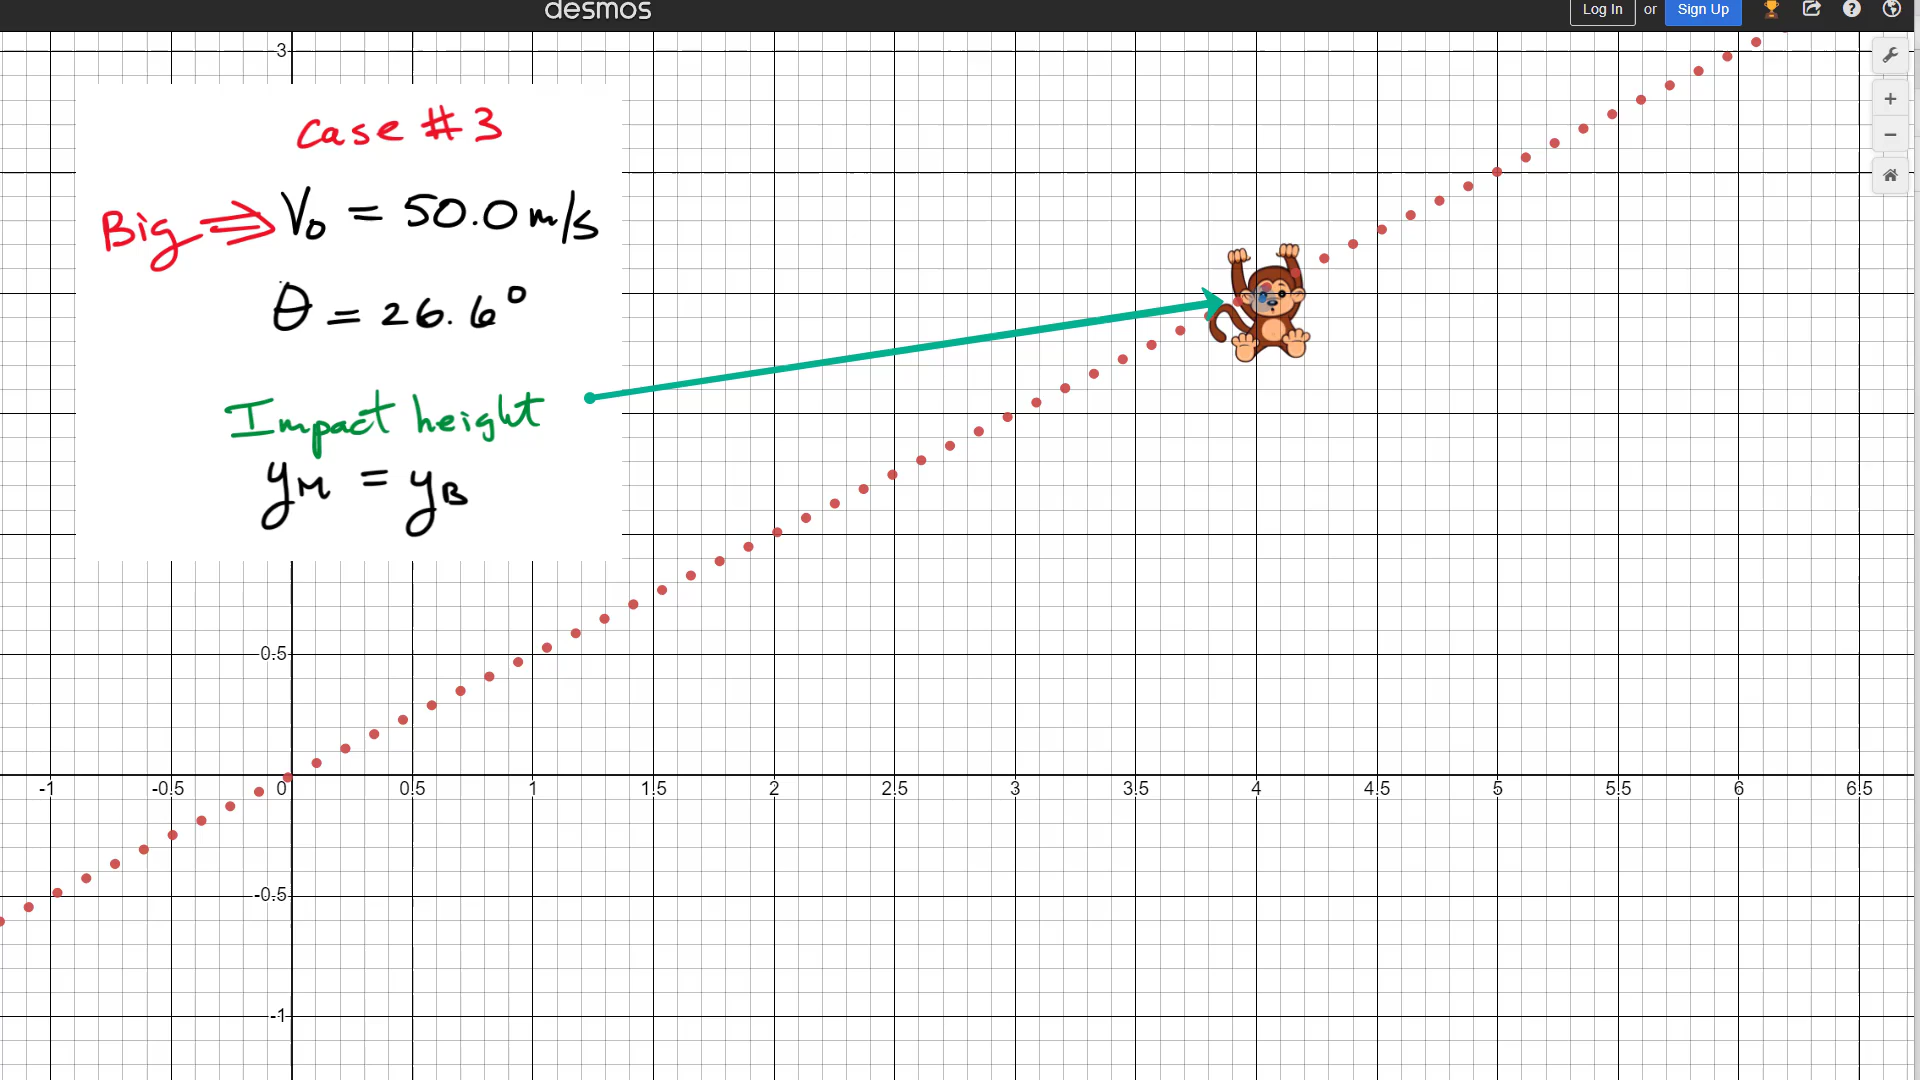 desmos
Log In or Sign Up
3
Case #3
Big ⇒ V₀ = 50.0 m/s
θ = 26.6°
Impact height
yM = yB
0.5
-1 -0.5 0 0.5 1 1.5 2 2.5 3 3.5 4 4.5 5 5.5 6 6.5
-0.5
-1